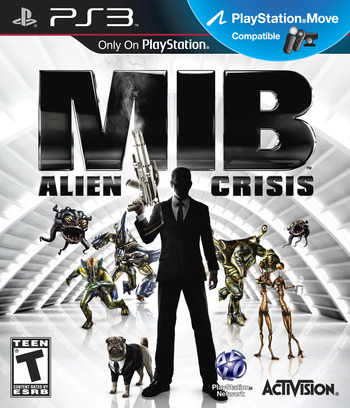 PS3
PlayStation®Move
Compatible
Only On PlayStation®
MIB
ALIEN CRISIS
TEEN
T
CONTENT RATED BY
ESRB
PlayStation
Network
ACTIVISION®